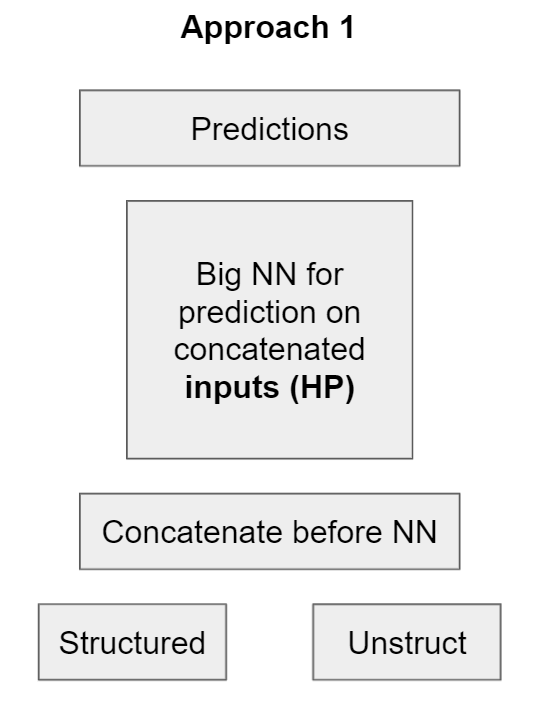 Approach 1
Predictions
Big NN for
prediction on
concatenated
inputs (HP)
Concatenate before NN
Structured
Unstruct